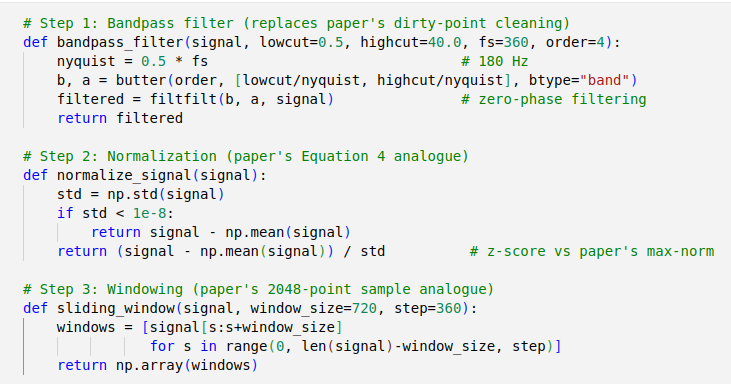 # Step 1: Bandpass filter (replaces paper's dirty-point cleaning)
def bandpass_filter(signal, lowcut=0.5, highcut=40.0, fs=360, order=4):
    nyquist = 0.5 * fs                              # 180 Hz
    b, a = butter(order, [lowcut/nyquist, highcut/nyquist], btype="band")
    filtered = filtfilt(b, a, signal)               # zero-phase filtering
    return filtered

# Step 2: Normalization (paper's Equation 4 analogue)
def normalize_signal(signal):
    std = np.std(signal)
    if std < 1e-8:
        return signal - np.mean(signal)
    return (signal - np.mean(signal)) / std          # z-score vs paper's max-norm

# Step 3: Windowing (paper's 2048-point sample analogue)
def sliding_window(signal, window_size=720, step=360):
    windows = [signal[s:s+window_size]
               for s in range(0, len(signal)-window_size, step)]
    return np.array(windows)